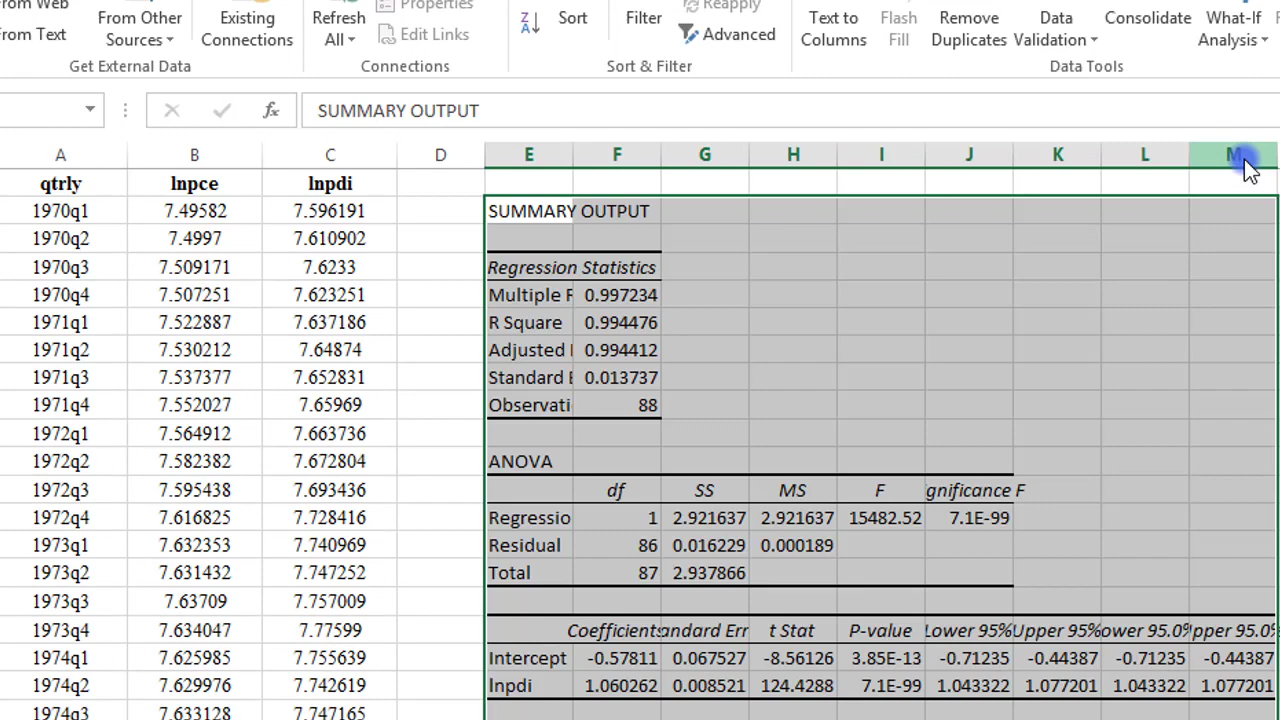 From Web
From Text
From Other Sources
Existing Connections
Get External Data
Refresh All
Properties
Edit Links
Connections
Sort
Filter
Reapply
Advanced
Sort & Filter
Text to Columns
Flash Fill
Remove Duplicates
Data Validation
Consolidate
What-If Analysis
Data Tools
fx SUMMARY OUTPUT
A B C D E F G H I J K L M
qtrly lnpce lnpdi
1970q1 7.49582 7.596191 SUMMARY OUTPUT
1970q2 7.4997 7.610902
1970q3 7.509171 7.6233 Regression Statistics
1970q4 7.507251 7.623251 Multiple R 0.997234
1971q1 7.522887 7.637186 R Square 0.994476
1971q2 7.530212 7.64874 Adjusted 0.994412
1971q3 7.537377 7.652831 Standard 0.013737
1971q4 7.552027 7.65969 Observati 88
1972q1 7.564912 7.663736
1972q2 7.582382 7.672804 ANOVA
1972q3 7.595438 7.693436 df SS MS F gnificance F
1972q4 7.616825 7.728416 Regressio 1 2.921637 2.921637 15482.52 7.1E-99
1973q1 7.632353 7.740969 Residual 86 0.016229 0.000189
1973q2 7.631432 7.747252 Total 87 2.937866
1973q3 7.63709 7.757009
1973q4 7.634047 7.77599 Coefficients andard Err t Stat P-value Lower 95% Upper 95% ower 95.0% pper 95.0%
1974q1 7.625985 7.755639 Intercept -0.57811 0.067527 -8.56126 3.85E-13 -0.71235 -0.44387 -0.71235 -0.44387
1974q2 7.629976 7.742619 lnpdi 1.060262 0.008521 124.4288 7.1E-99 1.043322 1.077201 1.043322 1.077201
1974q3 7.633128 7.747165